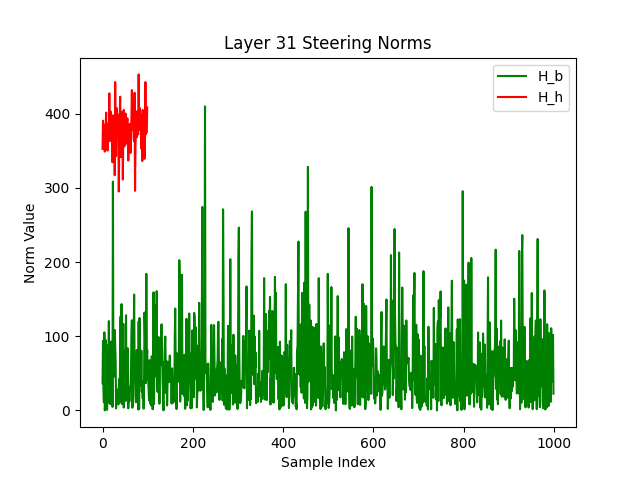 Layer 31 Steering Norms
H_b
H_h
Norm Value
400
300
200
100
0
0 200 400 600 800 1000
Sample Index